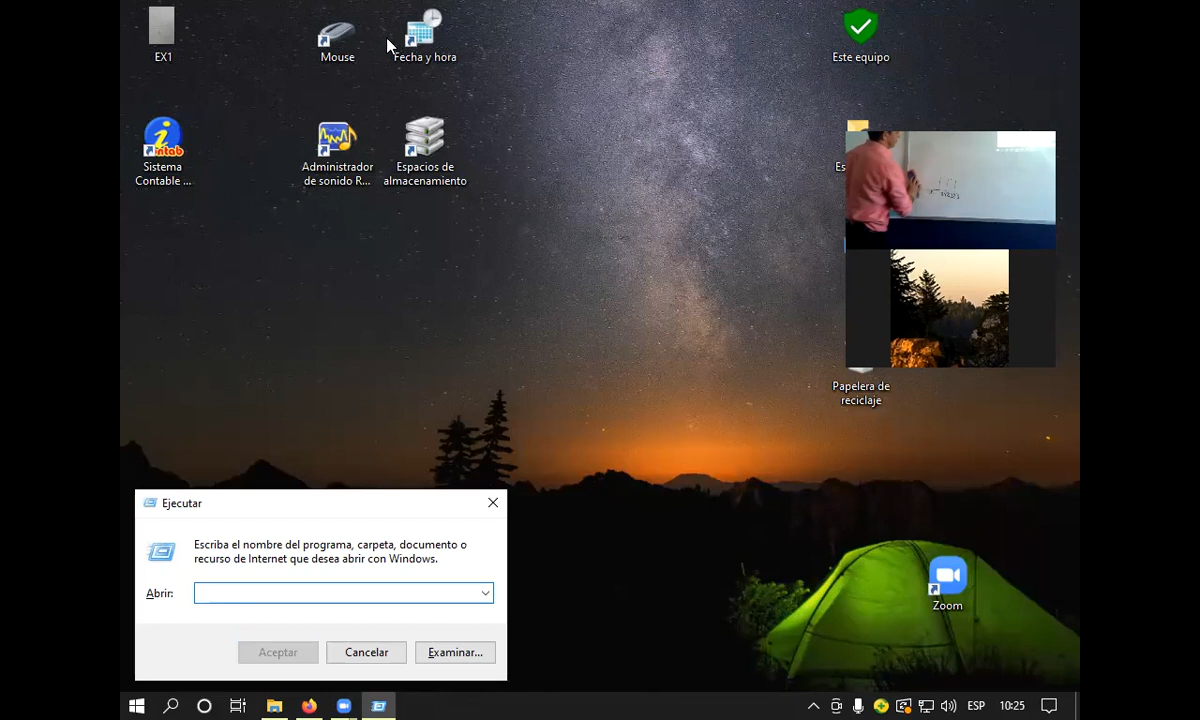 EX1
Mouse
Fecha y hora
Este equipo
Sistema
Contable ...
Administrador
de sonido R...
Espacios de
almacenamiento
Papelera de
reciclaje
Ejecutar
Escriba el nombre del programa, carpeta, documento o
recurso de Internet que desea abrir con Windows.
Abrir:
Aceptar
Cancelar
Examinar...
Zoom
ESP
10:25